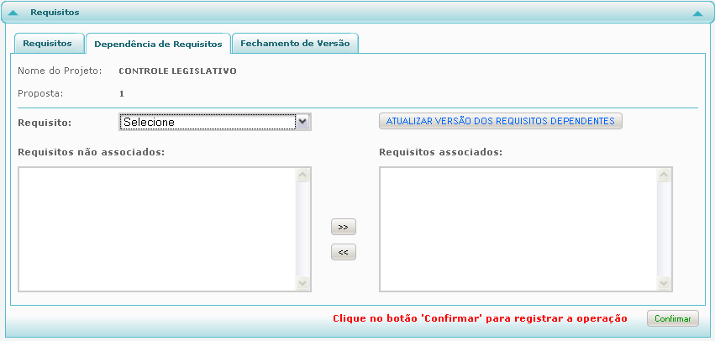 Requisitos
Requisitos Dependência de Requisitos Fechamento de Versão
Nome do Projeto: CONTROLE LEGISLATIVO
Proposta: 1
Requisito: Selecione ATUALIZAR VERSÃO DOS REQUISITOS DEPENDENTES
Requisitos não associados: Requisitos associados:
>>
<<
Clique no botão 'Confirmar' para registrar a operação Confirmar